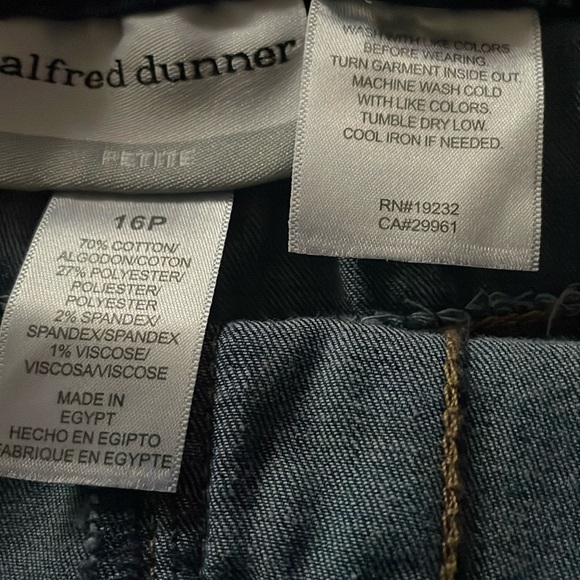 alfred dunner
PETITE
16P
70% COTTON/
ALGODON/COTON
27% POLYESTER/
POLIESTER/
POLYESTER
2% SPANDEX/
SPANDEX/SPANDEX
1% VISCOSE/
VISCOSA/VISCOSE
MADE IN
EGYPT
HECHO EN EGIPTO
FABRIQUE EN EGYPTE
WASH WITH LIKE COLORS
BEFORE WEARING.
TURN GARMENT INSIDE OUT.
MACHINE WASH COLD
WITH LIKE COLORS.
TUMBLE DRY LOW.
COOL IRON IF NEEDED.
RN#19232
CA#29961